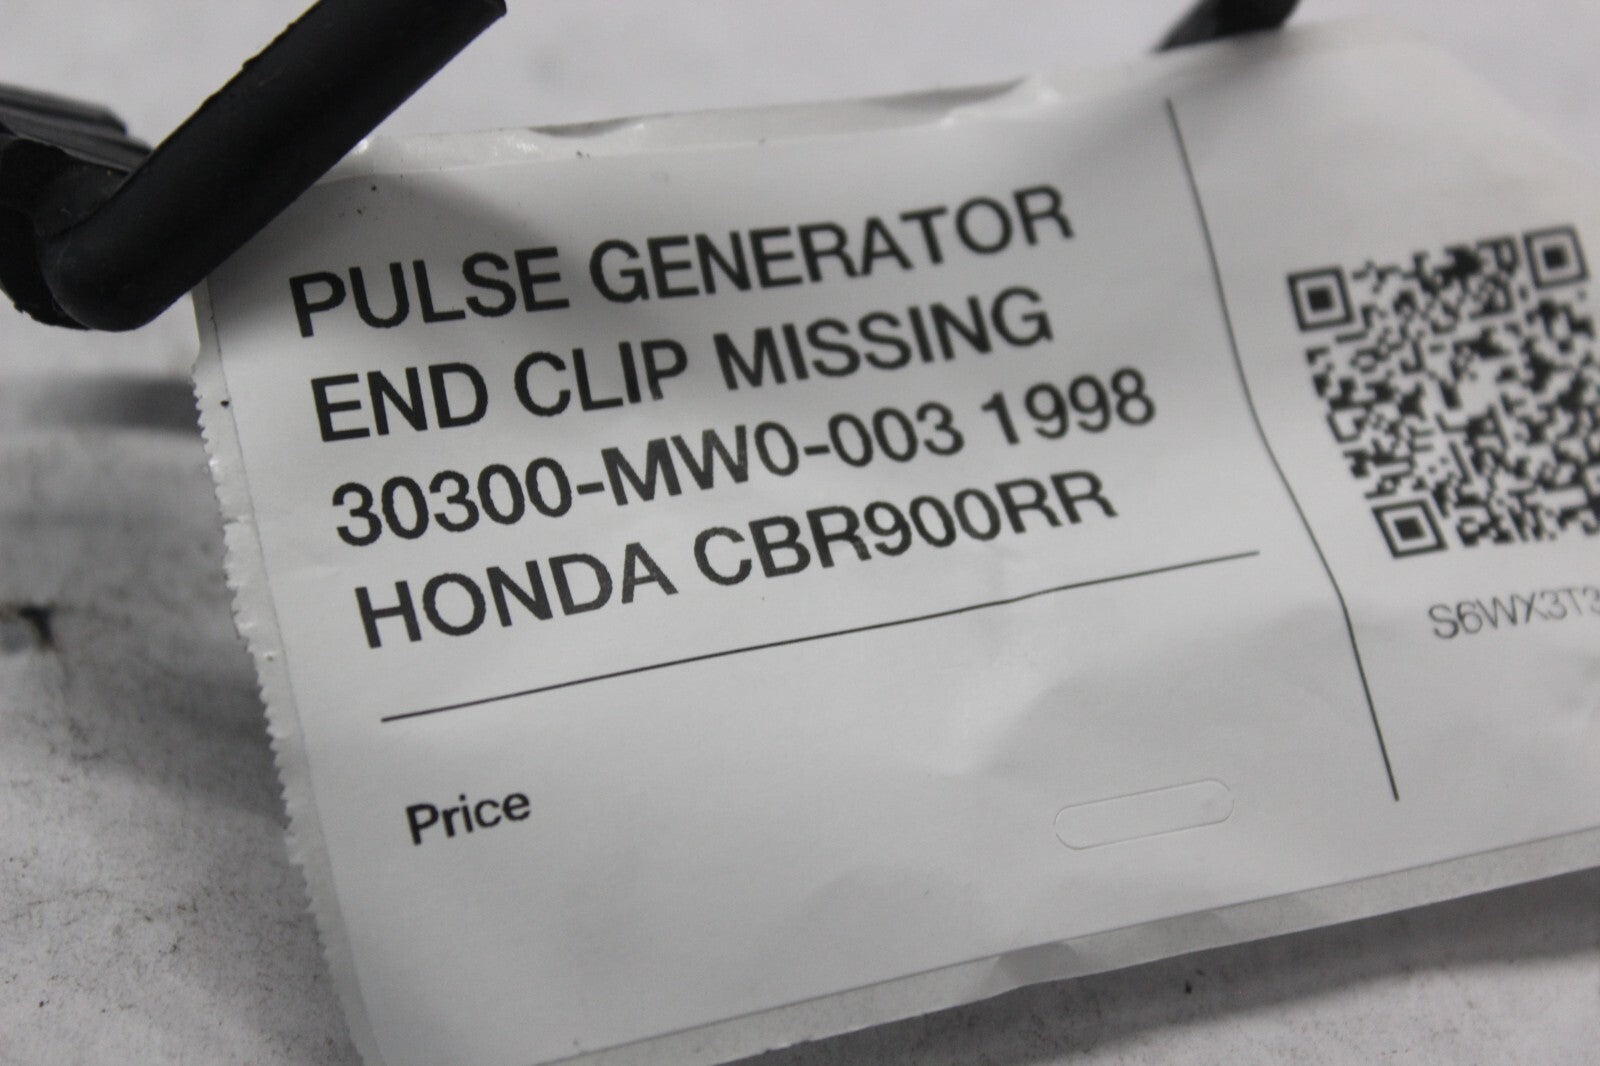 PULSE GENERATOR
END CLIP MISSING
30300-MW0-003 1998
HONDA CBR900RR
Price